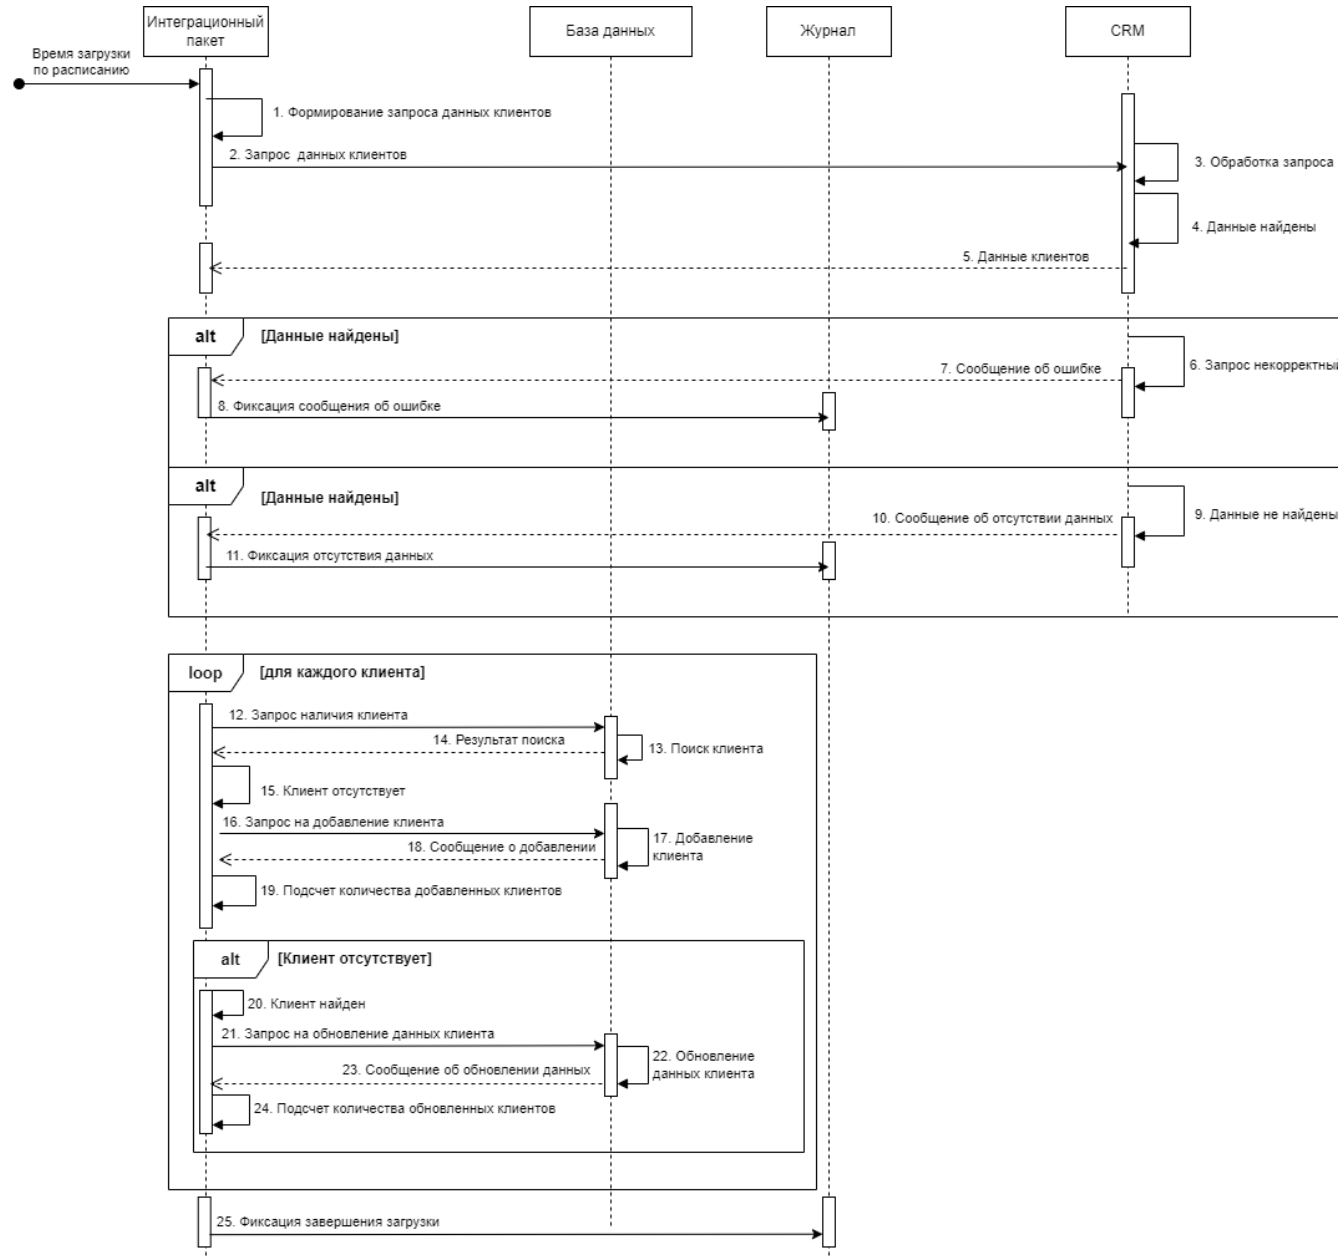 Интеграционный
пакет
База данных
Журнал
CRM
Время загрузки
по расписанию
1. Формирование запроса данных клиентов
2. Запрос данных клиентов
3. Обработка запроса
4. Данные найдены
5. Данные клиентов
alt
[Данные найдены]
6. Запрос некорректный
7. Сообщение об ошибке
8. Фиксация сообщения об ошибке
alt
[Данные найдены]
9. Данные не найдены
10. Сообщение об отсутствии данных
11. Фиксация отсутствия данных
loop
[для каждого клиента]
12. Запрос наличия клиента
14. Результат поиска
13. Поиск клиента
15. Клиент отсутствует
16. Запрос на добавление клиента
17. Добавление
клиента
18. Сообщение о добавлении
19. Подсчет количества добавленных клиентов
alt
[Клиент отсутствует]
20. Клиент найден
21. Запрос на обновление данных клиента
22. Обновление
данных клиента
23. Сообщение об обновлении данных
24. Подсчет количества обновленных клиентов
25. Фиксация завершения загрузки